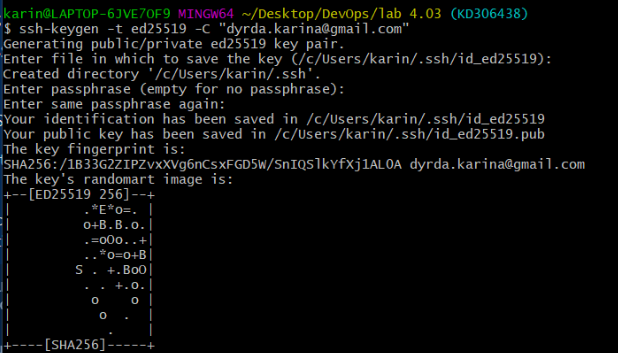 karin@LAPTOP-6JVE7OF9 MINGW64 ~/Desktop/DevOps/lab 4.03 (KD306438)
$ ssh-keygen -t ed25519 -C "dyrda.karina@gmail.com"
Generating public/private ed25519 key pair.
Enter file in which to save the key (/c/Users/karin/.ssh/id_ed25519):
Created directory '/c/Users/karin/.ssh'.
Enter passphrase (empty for no passphrase):
Enter same passphrase again:
Your identification has been saved in /c/Users/karin/.ssh/id_ed25519
Your public key has been saved in /c/Users/karin/.ssh/id_ed25519.pub
The key fingerprint is:
SHA256:/1B33G2ZIPZvxXVg6nCsxFGD5W/SnIQSlkYfXj1AL0A dyrda.karina@gmail.com
The key's randomart image is:
+--[ED25519 256]--+
|         .*E*o=. |
|         o+B.B.o.|
|         .=oOo..+|
|         ..*o=o+B|
|        S . +.BoO|
|         . . +.o.|
|          o    o |
|           o  .  |
|            .    |
+----[SHA256]-----+